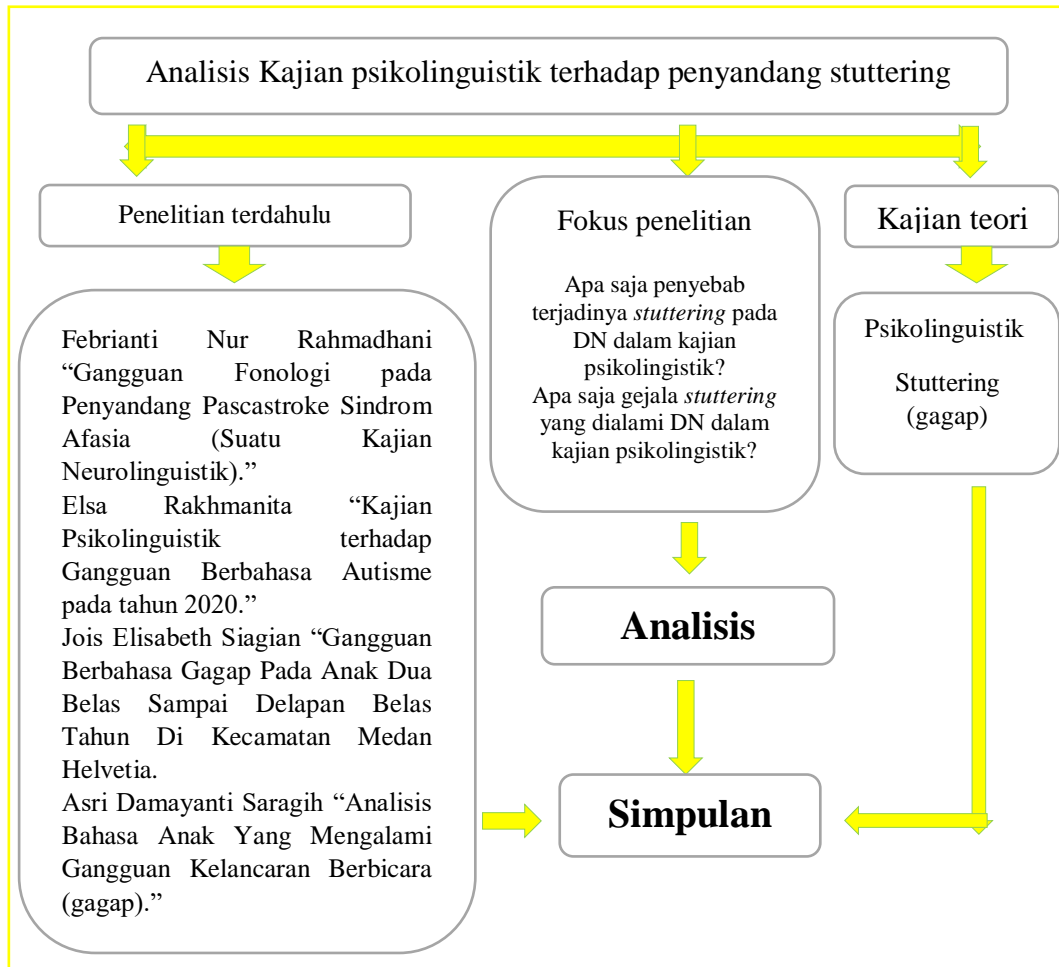 Analisis Kajian psikolinguistik terhadap penyandang stuttering
Penelitian terdahulu
Febrianti Nur Rahmadhani
“Gangguan Fonologi pada
Penyandang Pascastroke Sindrom
Afasia (Suatu Kajian
Neurolinguistik).”
Elsa Rakhmanita “Kajian
Psikolinguistik terhadap
Gangguan Berbahasa Autisme
pada tahun 2020.”
Jois Elisabeth Siagian “Gangguan
Berbahasa Gagap Pada Anak Dua
Belas Sampai Delapan Belas
Tahun Di Kecamatan Medan
Helvetia.
Asri Damayanti Saragih “Analisis
Bahasa Anak Yang Mengalami
Gangguan Kelancaran Berbicara
(gagap).”
Fokus penelitian
Apa saja penyebab
terjadinya stuttering pada
DN dalam kajian
psikolingistik?
Apa saja gejala stuttering
yang dialami DN dalam
kajian psikolingistik?
Kajian teori
Psikolinguistik
Stuttering
(gagap)
Analisis
Simpulan